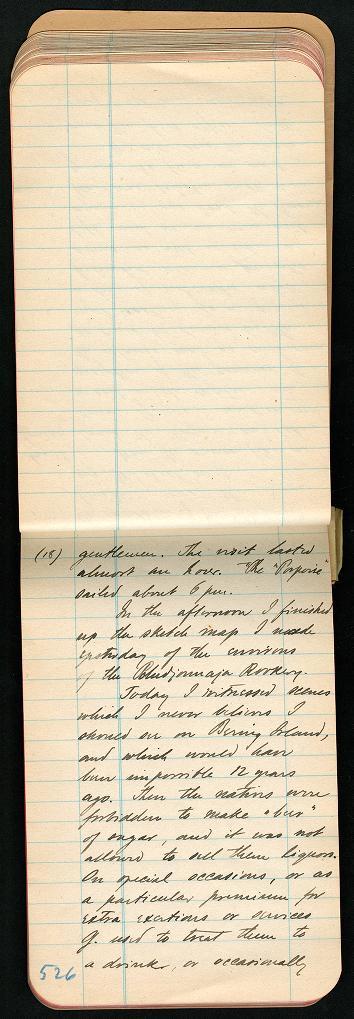 (18) gentlemen. The visit lasted
almost an hour. The "Porpoise"
sailed about 6 pm.
In the afternoon I finished
up the sketch map I made
yesterday of the environs
of the Poludjonnaja Rookery.
Today I witnessed scenes
which I never believed I
should see on Bering Island,
and which would have
been impossible 12 years
ago. Then the natives were
forbidden to make "beer"
of sugar, and it was not
allowed to sell them liquor.
On special occasions, or as
a particular premium for
extra exertions or services
G. used to treat them to
a drink, or occasionally
526